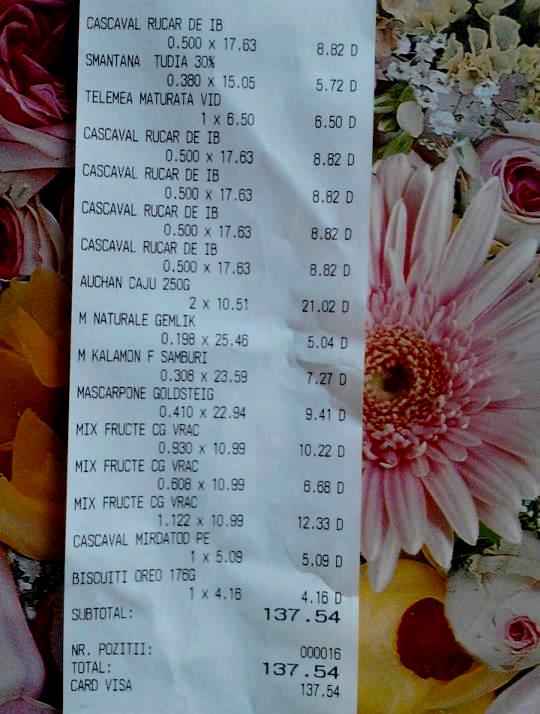 CASCAVAL RUCAR DE IB
0.500 x 17.63 8.82 D
SMANTANA TUDIA 30%
0.380 x 15.05 5.72 D
TELEMEA MATURATA VID
1 x 6.50 6.50 D
CASCAVAL RUCAR DE IB
0.500 x 17.63 8.82 D
CASCAVAL RUCAR DE IB
0.500 x 17.63 8.82 D
CASCAVAL RUCAR DE IB
0.500 x 17.63 8.82 D
CASCAVAL RUCAR DE IB
0.500 x 17.63 8.82 D
AUCHAN CAJU 250G
2 x 10.51 21.02 D
M NATURALE GEMLIK
0.198 x 25.46 5.04 D
M KALAMON F SAMBURI
0.308 x 23.59 7.27 D
MASCARPONE GOLDSTEIG
0.410 x 22.94 9.41 D
MIX FRUCTE CG VRAC
0.930 x 10.99 10.22 D
MIX FRUCTE CG VRAC
0.608 x 10.99 6.68 D
MIX FRUCTE CG VRAC
1.122 x 10.99 12.33 D
CASCAVAL MIRDATOD PE
1 x 5.09 5.09 D
BISCUITI OREO 176G
1 x 4.16 4.16 D
SUBTOTAL: 137.54
NR. POZITII: 000016
TOTAL: 137.54
CARD VISA 137.54